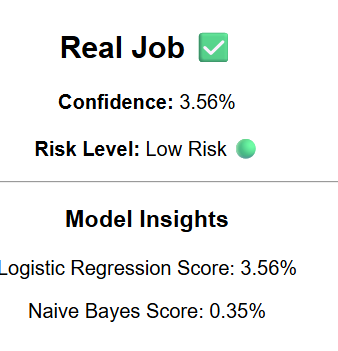 Real Job ✅
Confidence: 3.56%
Risk Level: Low Risk 🟢
Model Insights
Logistic Regression Score: 3.56%
Naive Bayes Score: 0.35%